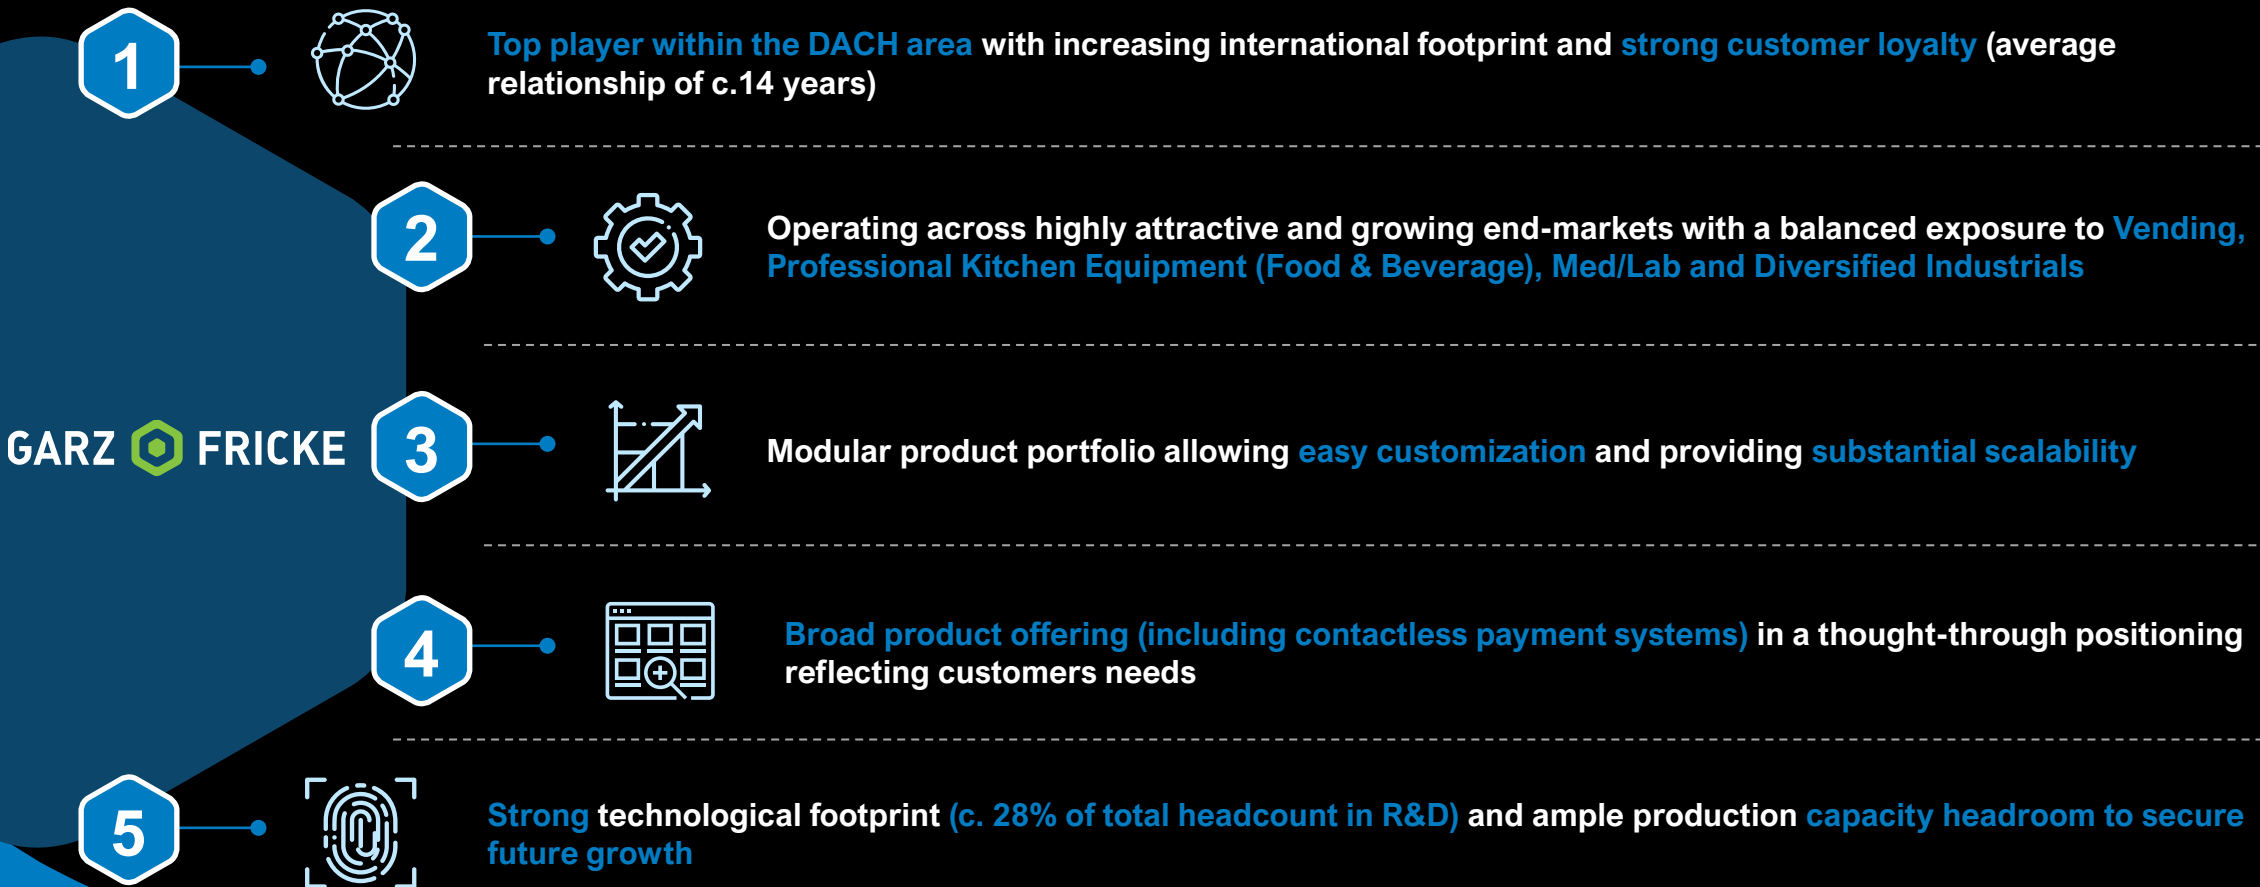 1
Top player within the DACH area with increasing international footprint and strong customer loyalty (average
relationship of c.14 years)
2
Operating across highly attractive and growing end-markets with a balanced exposure to Vending,
Professional Kitchen Equipment (Food & Beverage), Med/Lab and Diversified Industrials
GARZ FRICKE
3
Modular product portfolio allowing easy customization and providing substantial scalability
4
Broad product offering (including contactless payment systems) in a thought-through positioning
reflecting customers needs
5
Strong technological footprint (c. 28% of total headcount in R&D) and ample production capacity headroom to secure
future growth